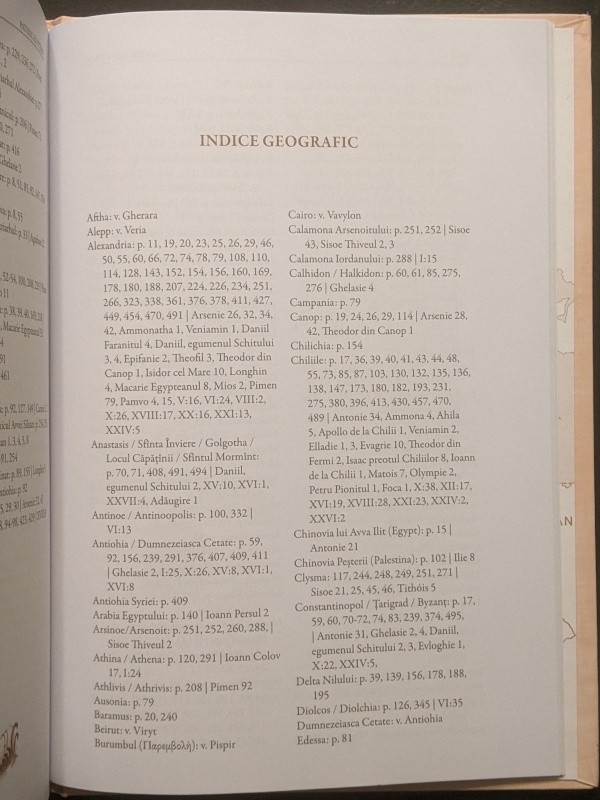 INDICE GEOGRAFIC
Aftha: v. Gherara
Alepp: v. Veria
Alexandria: p. 11, 19, 20, 23, 25, 26, 29, 46,
50, 55, 60, 66, 72, 74, 78, 79, 108, 110,
114, 128, 143, 152, 154, 156, 160, 169,
178, 180, 188, 207, 224, 226, 234, 251,
266, 323, 338, 361, 376, 378, 411, 427,
449, 454, 470, 491 | Arsenie 26, 32, 34,
42, Ammonatha 1, Veniamin 1, Daniil
Faranitul 4, Daniil, egumenul Schitului
3, 4, Epifanie 2, Theofil 3, Theodor din
Canop 1, Isidor cel Mare 10, Longhin
4, Macarie Egypteanul 8, Mios 2, Pimen
79, Pamvo 4, 15, V:16, VI:24, VIII:2,
X:26, XVIII:17, XX:16, XXI:13,
XXIV:5
Anastasis / Sfînta Înviere / Golgotha /
Locul Căpățînii / Sfîntul Mormînt:
p. 70, 71, 408, 491, 494 | Daniil,
egumenul Schitului 2, XV:10, XVI:1,
XXVII:4, Adăugire 1
Antinoe / Antinoopolis: p. 100, 332 |
VI:13
Antiohia / Dumnezeiasca Cetate: p. 59,
92, 156, 239, 291, 376, 407, 409, 411
| Ghelasie 2, I:25, X:26, XV:8, XVI:1,
XVI:8
Antiohia Syriei: p. 409
Arabia Egyptului: p. 140 | Ioann Persul 2
Arsinoe/Arsenoit: p. 251, 252, 260, 288, |
Sisoe Thiveul 2
Athina / Athena: p. 120, 291 | Ioann Colov
17, I:24
Athlivis / Athrivis: p. 208 | Pimen 92
Ausonia: p. 79
Baramus: p. 20, 240
Beirut: v. Viryt
Burumbul (Παρεμβολὴ): v. Pispir
Cairo: v. Vavylon
Calamona Arsenoitului: p. 251, 252 | Sisoe
43, Sisoe Thiveul 2, 3
Calamona Iordanului: p. 288 | I:15
Calhidon / Halkidon: p. 60, 61, 85, 275,
276 | Ghelasie 4
Campania: p. 79
Canop: p. 19, 24, 26, 29, 114 | Arsenie 28,
42, Theodor din Canop 1
Chilichia: p. 154
Chiliile: p. 17, 36, 39, 40, 41, 43, 44, 48,
55, 73, 85, 87, 103, 130, 132, 135, 136,
138, 147, 173, 180, 182, 193, 231,
275, 380, 396, 413, 430, 457, 470,
489 | Antonie 34, Ammona 4, Ahila
5, Apollo de la Chilii 1, Veniamin 2,
Elladie 1, 3, Evagrie 10, Theodor din
Fermi 2, Isaac preotul Chiliilor 8, Ioann
de la Chilii 1, Matois 7, Olympie 2,
Petru Pionitul 1, Foca 1, X:38, XII:17,
XVI:19, XVIII:28, XXI:23, XXIV:2,
XXVI:2
Chinovia lui Avva Ilit (Egypt): p. 15 |
Antonie 21
Chinovia Peșterii (Palestina): p. 102 | Ilie 8
Clysma: 117, 244, 248, 249, 251, 271 |
Sisoe 21, 25, 45, 46, Tithóis 5
Constantinopol / Țarigrad / Byzanț: p. 17,
59, 60, 70-72, 74, 83, 239, 374, 495,
| Antonie 31, Ghelasie 2, 4, Daniil,
egumenul Schitului 2, 3, Evloghie 1,
X:22, XXIV:5,
Delta Nilului: p. 39, 139, 156, 178, 188,
195
Diolcos / Diolchia: p. 126, 345 | VI:35
Dumnezeiasca Cetate: v. Antiohia
Edessa: p. 81